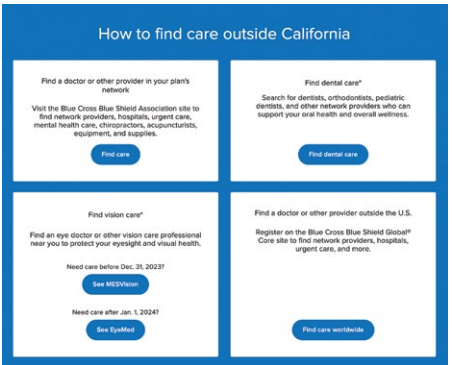 How to find care outside California
Find a doctor or other provider in your plan's
network
Visit the Blue Cross Blue Shield Association site to
find network providers, hospitals, urgent care,
mental health care, chiropractors, acupuncturists,
equipment, and supplies.
Find care
Find dental care*
Search for dentists, orthodontists, pediatric
dentists, and other network providers who can
support your oral health and overall wellness.
Find dental care
Find vision care*
Find an eye doctor or other vision care professional
near you to protect your eyesight and visual health.
Need care before Dec. 31, 2023?
See MESVision
Need care after Jan. 1, 2024?
See EyeMed
Find a doctor or other provider outside the U.S.
Register on the Blue Cross Blue Shield Global®
Core site to find network providers, hospitals,
urgent care, and more.
Find care worldwide